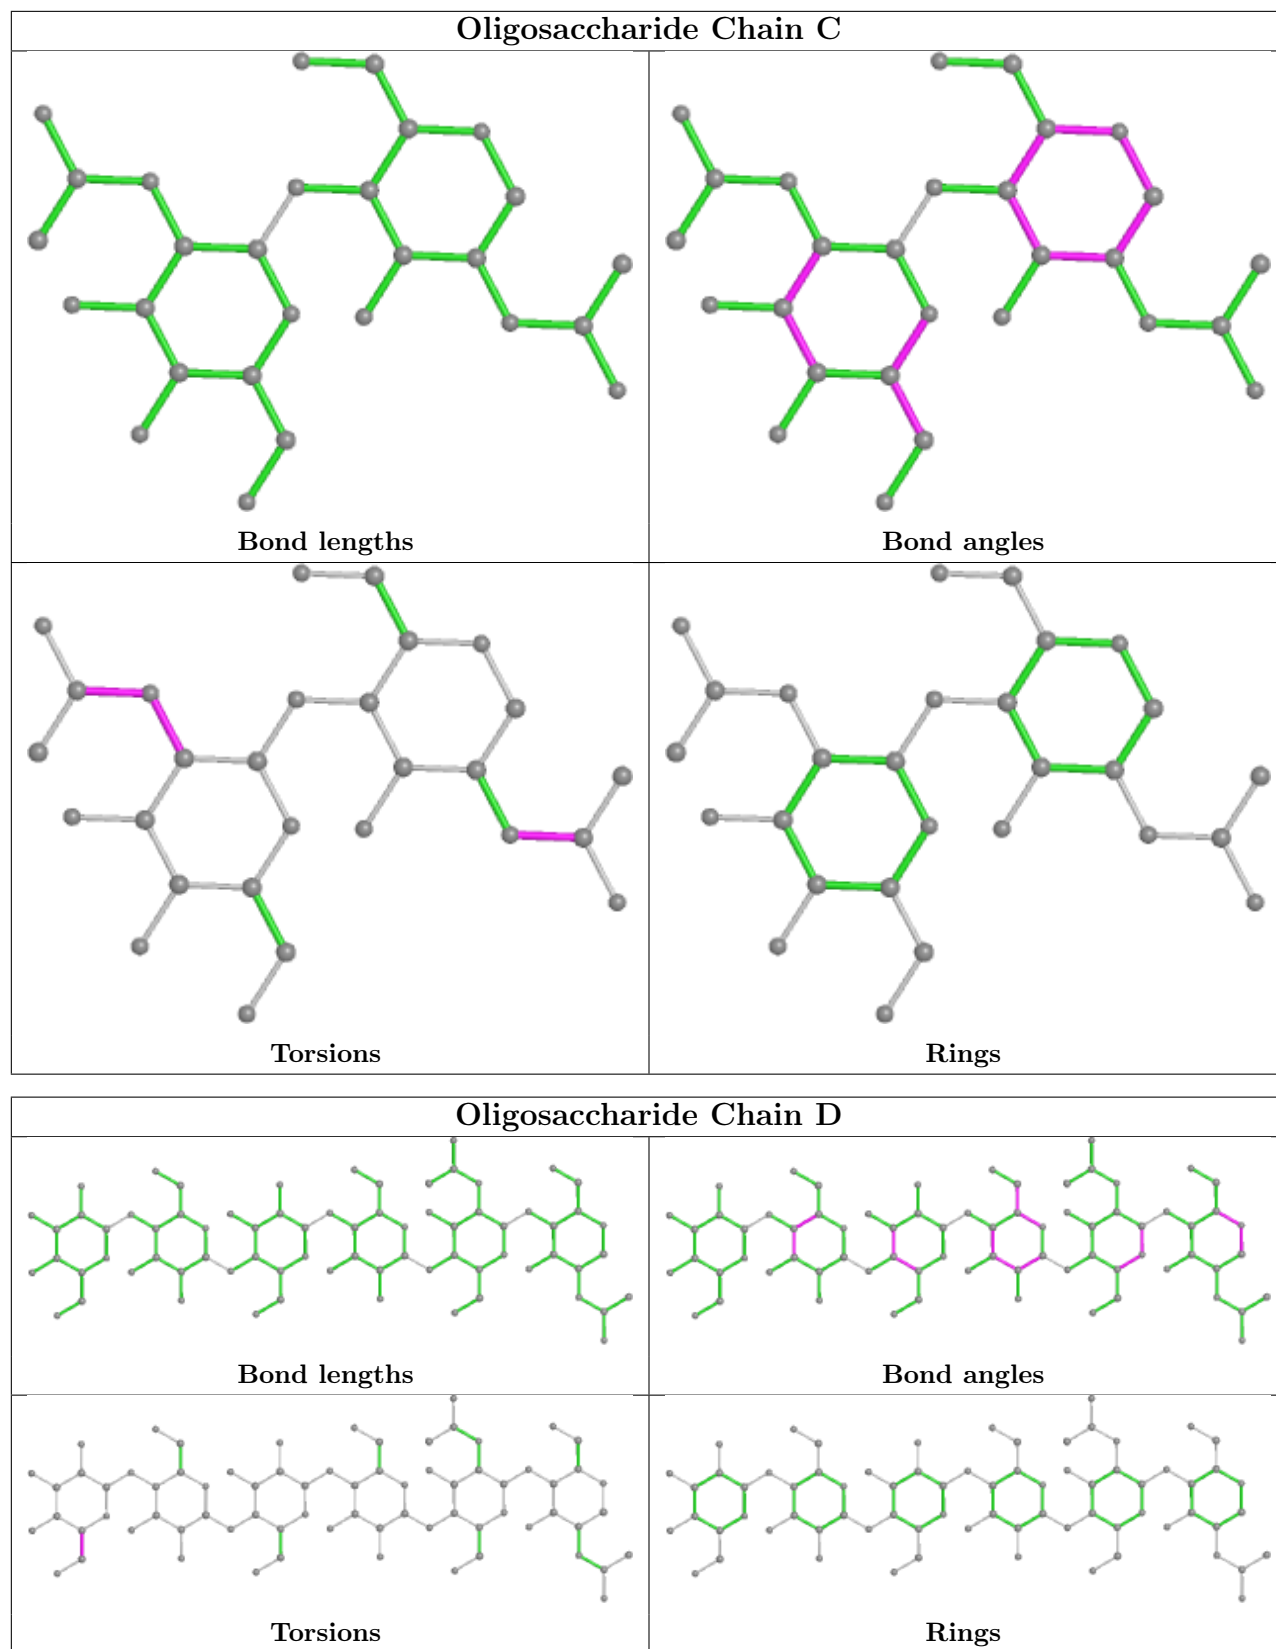 Oligosaccharide Chain C
Bond lengths
Bond angles
Torsions
Rings
Oligosaccharide Chain D
Bond lengths
Bond angles
Torsions
Rings